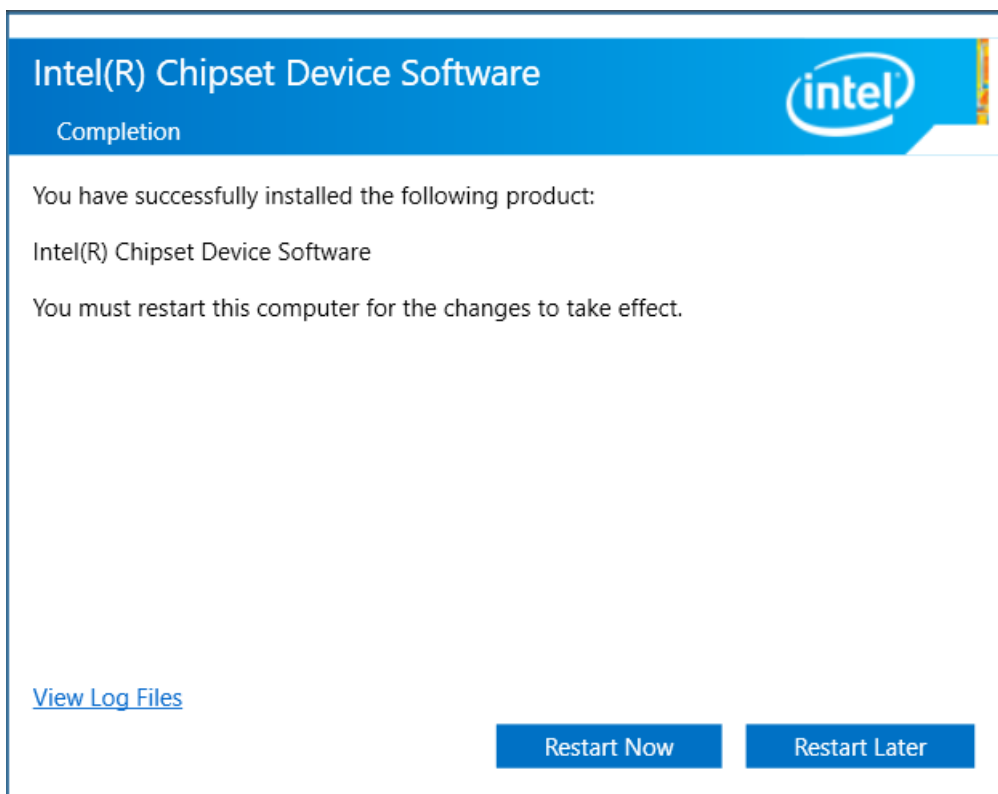 Intel(R) Chipset Device Software
intel
Completion
You have successfully installed the following product:
Intel(R) Chipset Device Software
You must restart this computer for the changes to take effect.
View Log Files
Restart Now
Restart Later